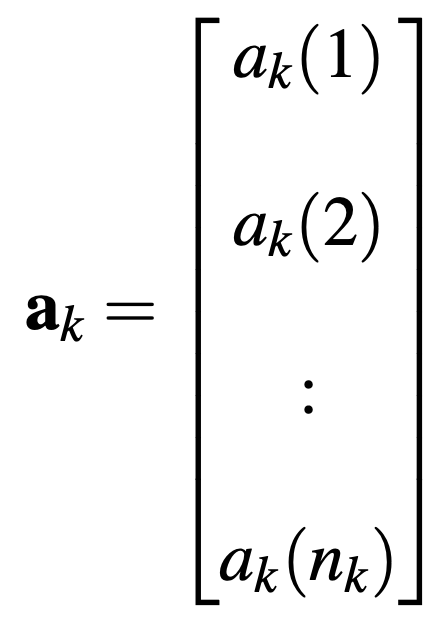 a_k(1)
a_k(2)
𝐚_k =
:
a_k(n_k)